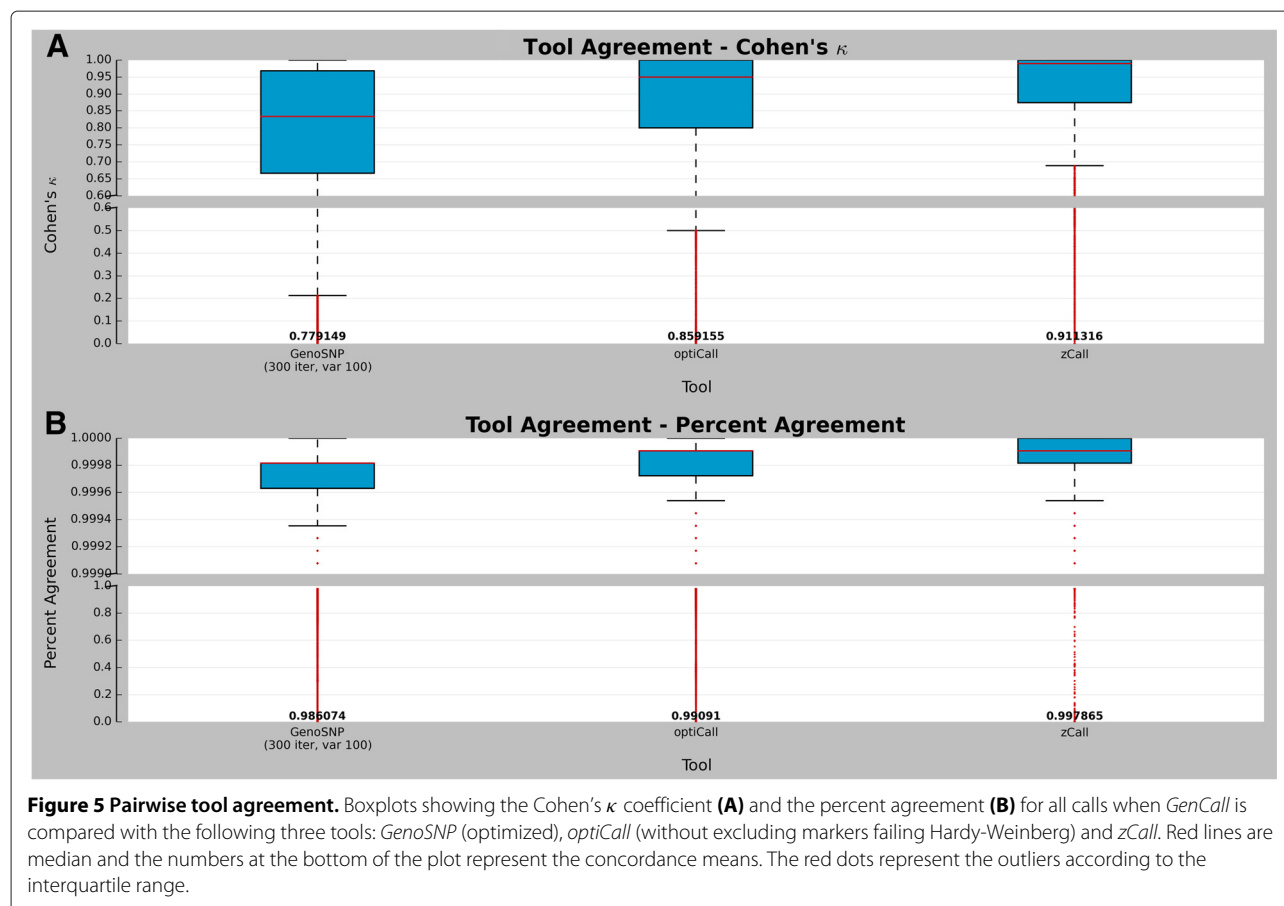 A
Tool Agreement - Cohen's κ
1.00
0.95
0.90
0.85
0.80
0.75
0.70
0.65
0.60
0.6
0.5
0.4
0.3
0.2
0.1
0.0
Cohen's κ
0.779149
0.859155
0.911316
GenoSNP
(300 iter, var 100)
optiCall
zCall
Tool
B
Tool Agreement - Percent Agreement
1.0000
0.9998
0.9996
0.9994
0.9992
0.9990
1.0
0.8
0.6
0.4
0.2
0.0
Percent Agreement
0.986074
0.99091
0.997865
GenoSNP
(300 iter, var 100)
optiCall
zCall
Tool
Figure 5 Pairwise tool agreement. Boxplots showing the Cohen's κ coefficient (A) and the percent agreement (B) for all calls when GenCall is
compared with the following three tools: GenoSNP (optimized), optiCall (without excluding markers failing Hardy-Weinberg) and zCall. Red lines are
median and the numbers at the bottom of the plot represent the concordance means. The red dots represent the outliers according to the
interquartile range.